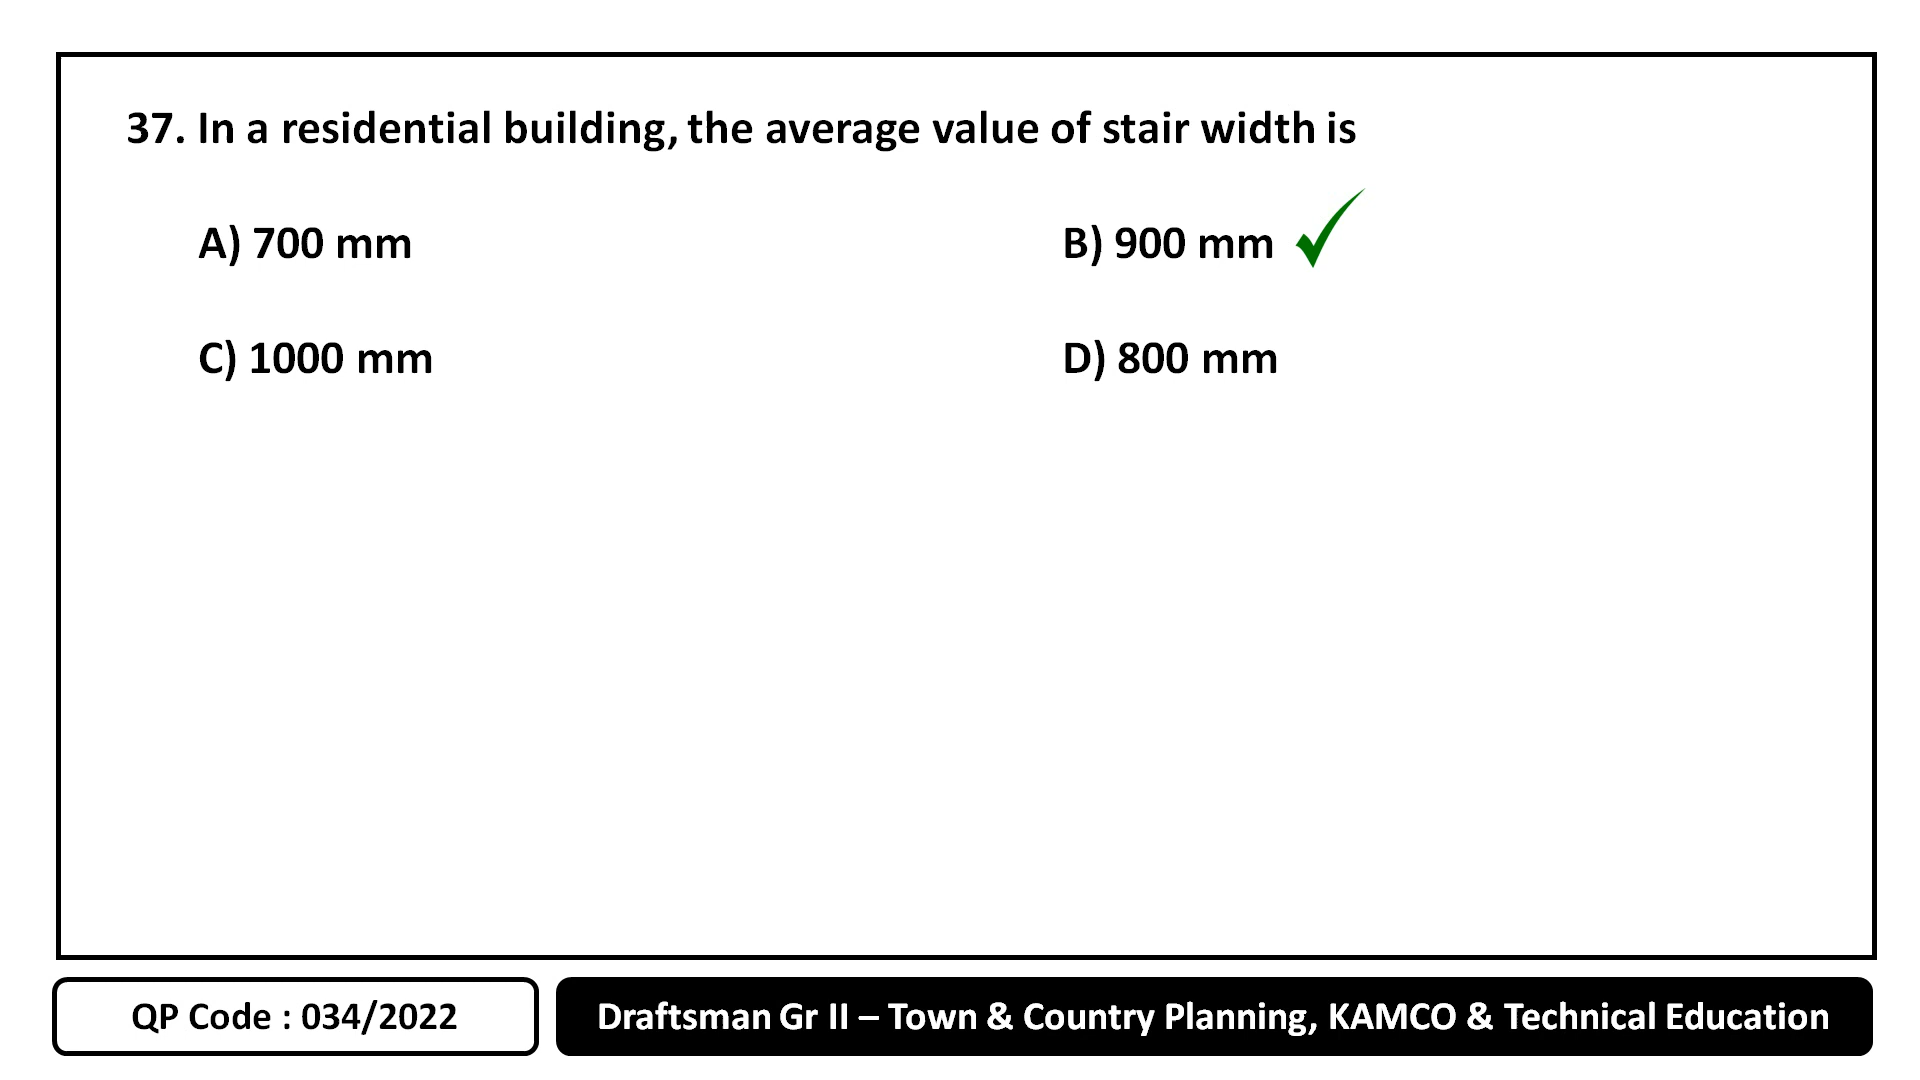 37. In a residential building, the average value of stair width is
A) 700 mm
B) 900 mm
C) 1000 mm
D) 800 mm
QP Code : 034/2022
Draftsman Gr II – Town & Country Planning, KAMCO & Technical Education